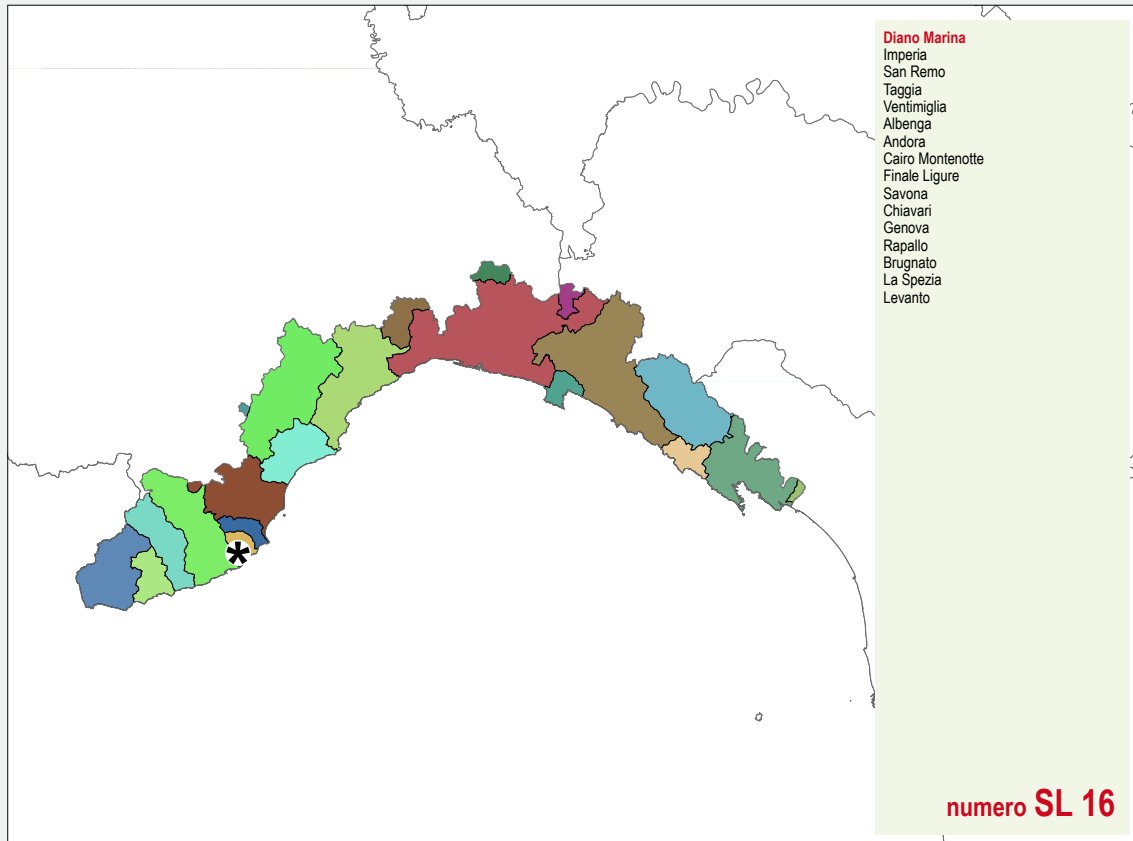 Diano Marina
Imperia
San Remo
Taggia
Ventimiglia
Albenga
Andora
Cairo Montenotte
Finale Ligure
Savona
Chiavari
Genova
Rapallo
Brugnato
La Spezia
Levanto
*
numero SL 16